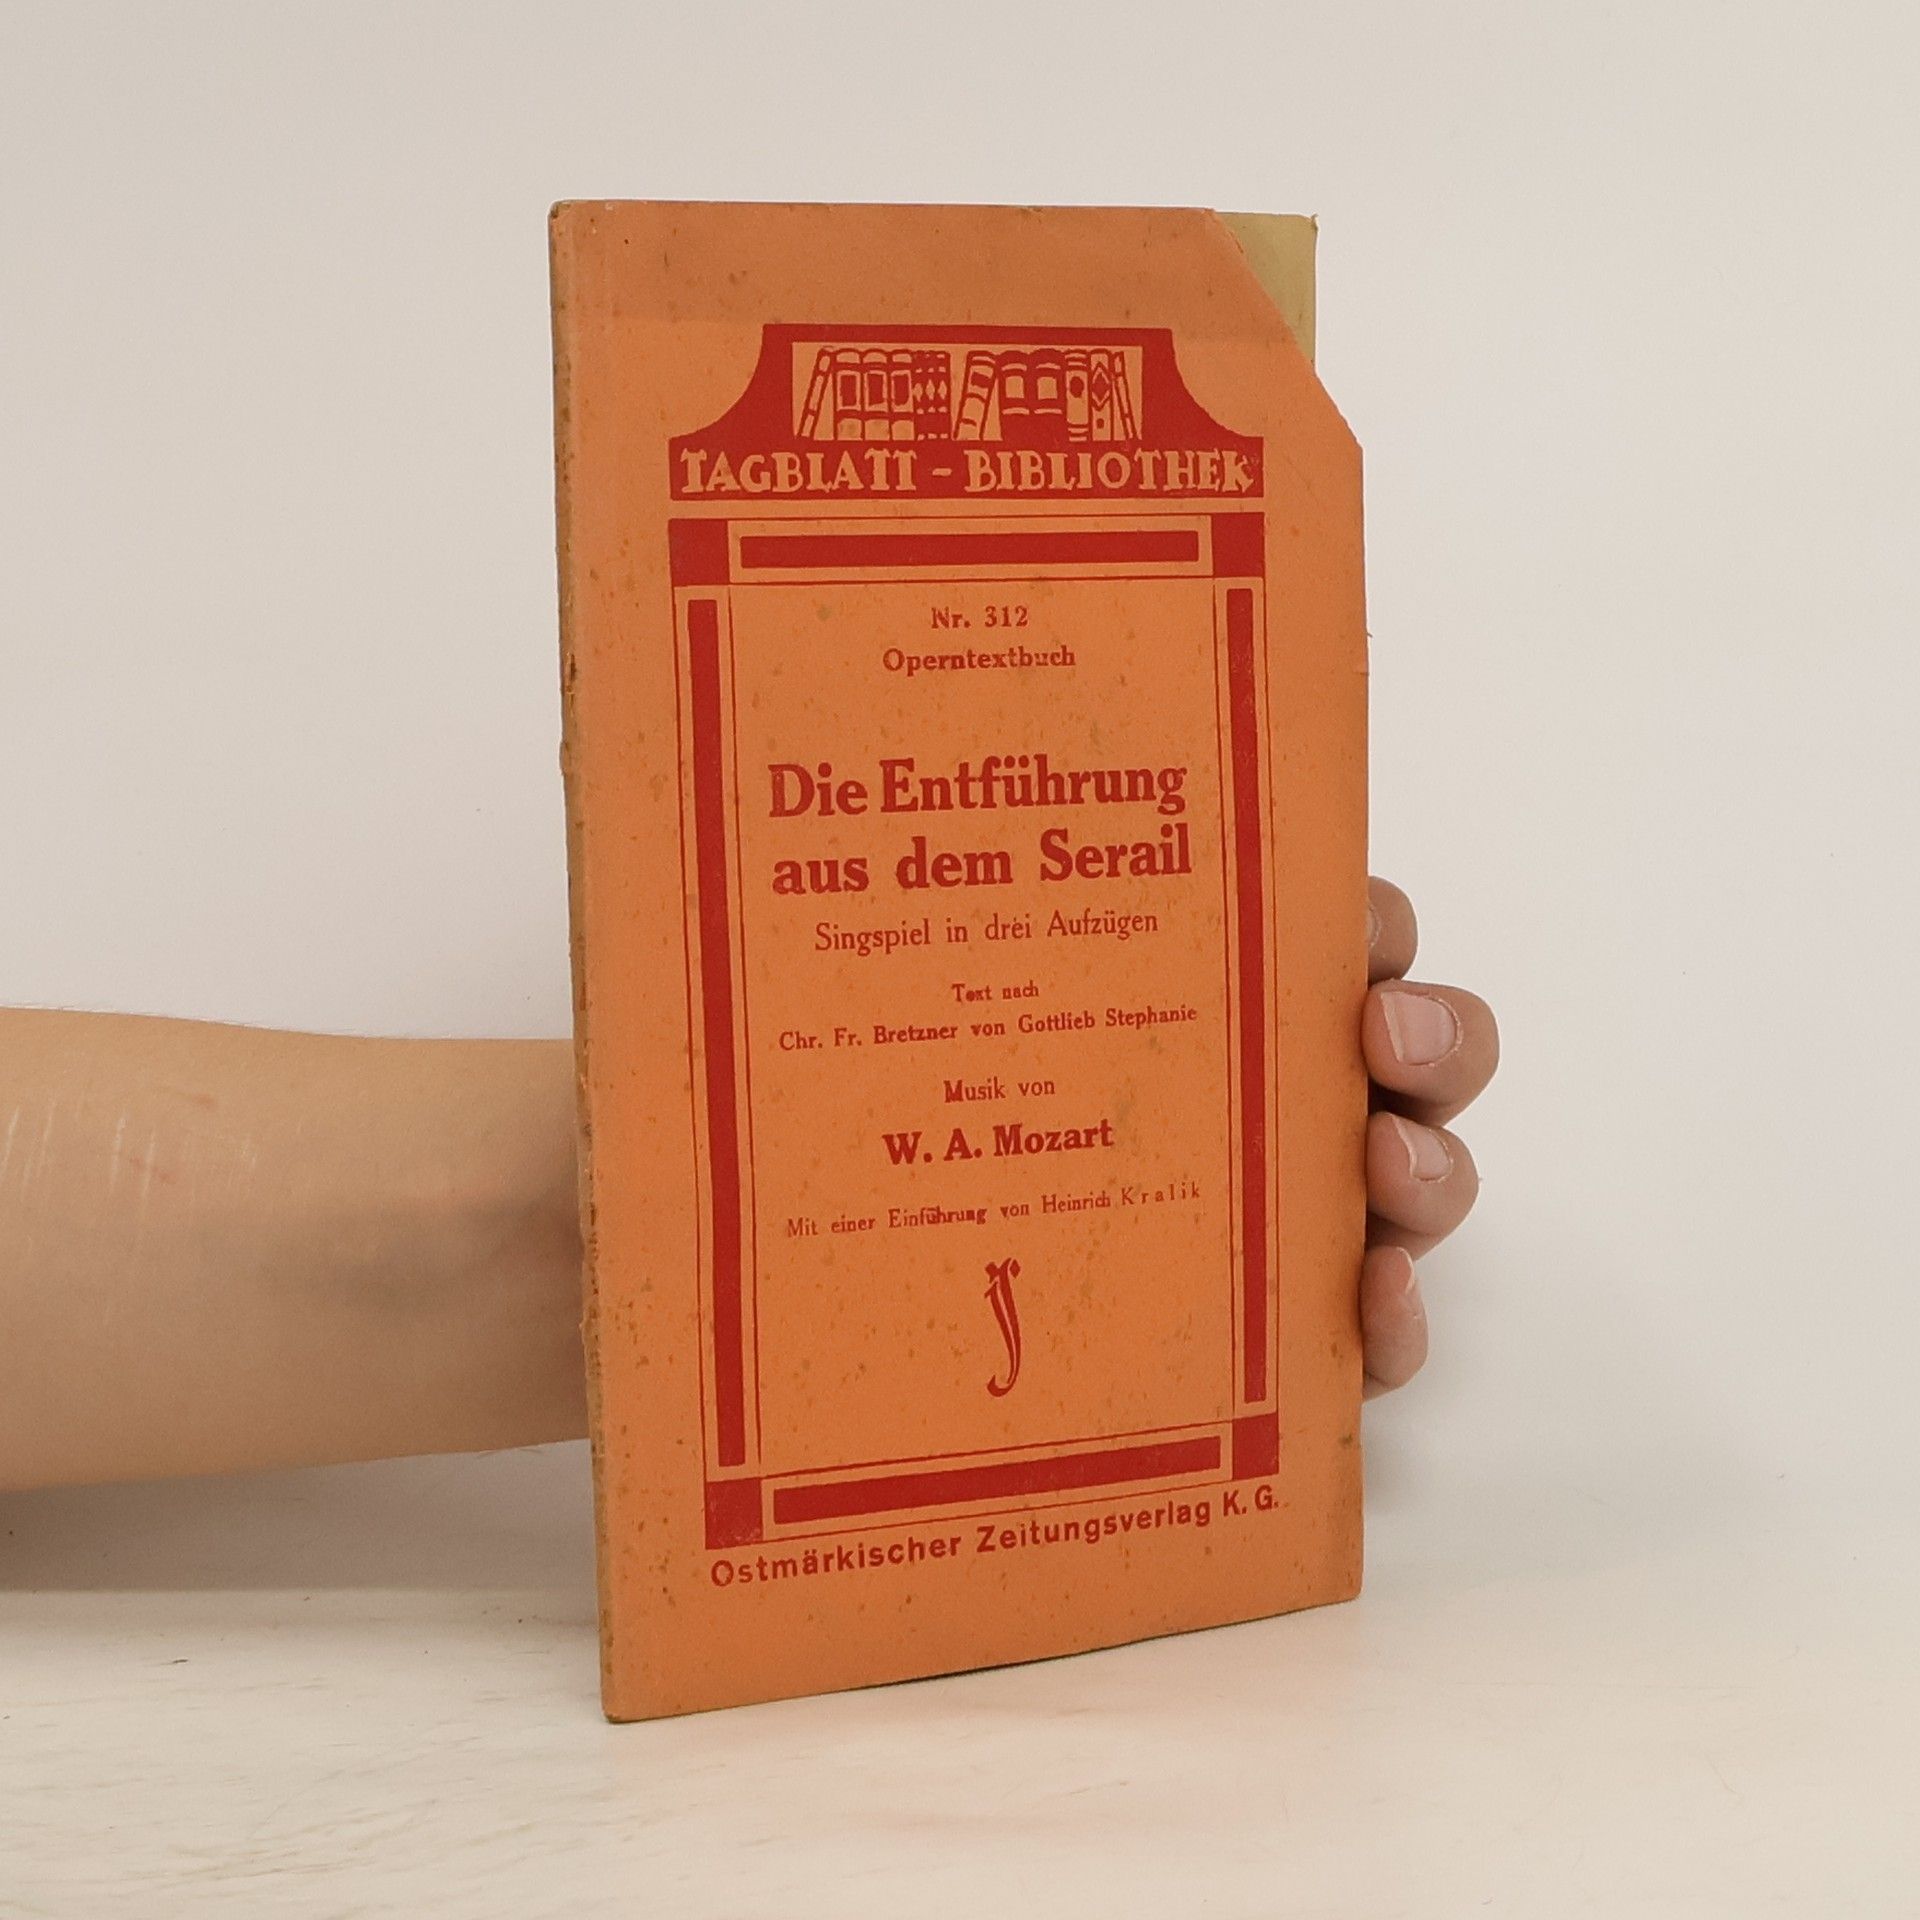 TAGBLATT - BIBLIOTHEK
Nr. 312
Operntextbuch
Die Entführung
aus dem Serail
Singspiel in drei Aufzügen
Text nach
Chr. Fr. Bretzner von Gottlieb Stephanie
Musik von
W. A. Mozart
Mit einer Einführung von Heinrich Kralik
Ostmärkischer Zeitungsverlag K. G.